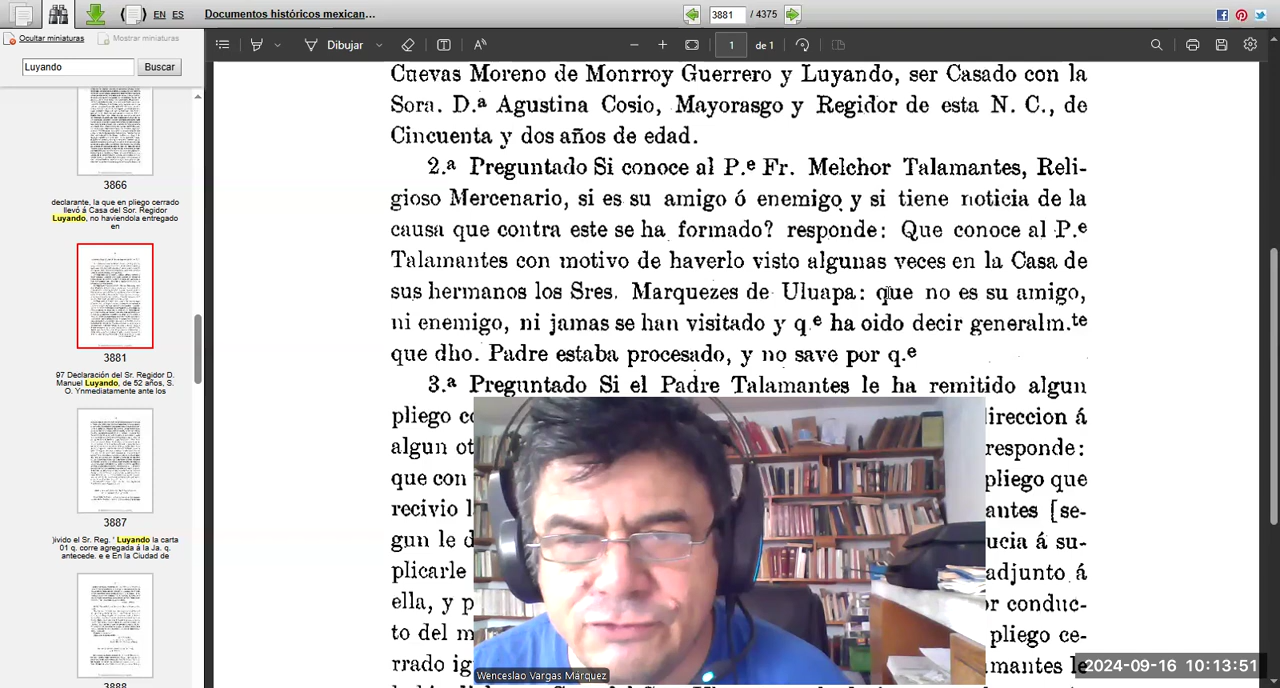 EN ES
Documentos históricos mexican…
3881 / 4375
Ocultar miniaturas
Mostrar miniaturas
Luyando
Buscar
Dibujar
1
de 1
3866
declarante, la que en pliego cerrado
llevó á Casa del Sor. Regidor
Luyando, no haviendola entregado
en
3881
97 Declaración del Sr. Regidor D.
Manuel Luyando, de 52 años, S.
O. Ynmediatamente ante los
3887
)ivido el Sr. Reg. ' Luyando la carta
01 q. corre agregada á la Ja. q.
antecede. e e En la Ciudad de
3888
Cuevas Moreno de Monrroy Guerrero y Luyando, ser Casado con la
Sora. D.ª Agustina Cosio, Mayorasgo y Regidor de esta N. C., de
Cincuenta y dos años de edad.
2.ª Preguntado Si conoce al P.e Fr. Melchor Talamantes, Reli-
gioso Mercenario, si es su amigo ó enemigo y si tiene noticia de la
causa que contra este se ha formado? responde: Que conoce al P.e
Talamantes con motivo de haverlo visto algunas veces en la Casa de
sus hermanos los Sres. Marquezes de Uluapa: que no es su amigo,
ni enemigo, ni jamas se han visitado y q.e ha oido decir generalm.te
que dho. Padre estaba procesado, y no save por q.e
3.ª Preguntado Si el Padre Talamantes le ha remitido algun
pliego direccion á
algun responde:
que con pliego que
recivio antes [se-
gun le ucia á su-
plicarle adjunto á
ella, y conduc-
to del pliego ce-
rrado amantes le
Wenceslao Vargas Márquez
2024-09-16 10:13:51